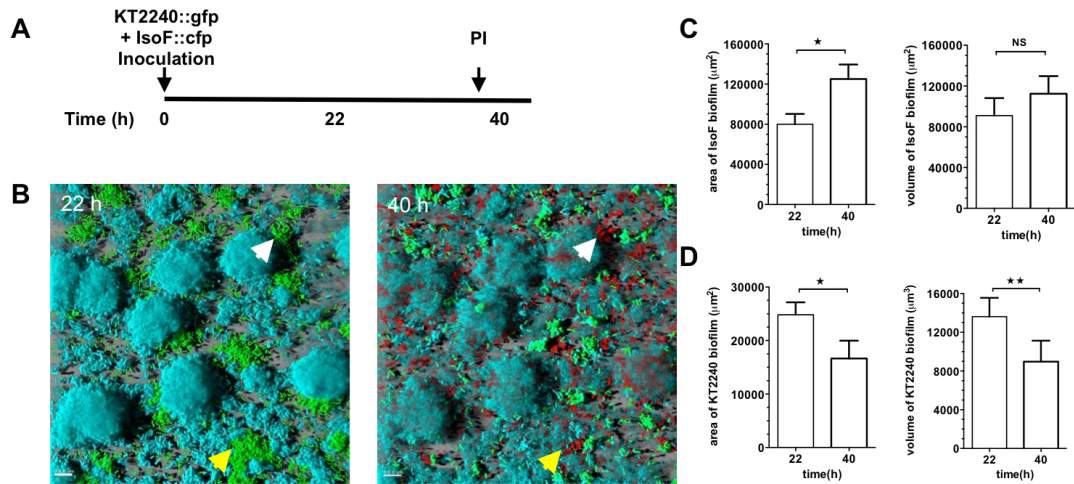 A
KT2240::gfp
+ IsoF::cfp
Inoculation
PI
Time (h) 0 22 40
B
22 h
40 h
C
area of IsoF biofilm (μm²)
160000
120000
80000
40000
0
★
22 40
time(h)
volume of IsoF biofilm (μm²)
160000
120000
80000
40000
0
NS
22 40
time(h)
D
area of KT2240 biofilm (μm²)
30000
20000
10000
0
★
22 40
time(h)
volume of KT2240 biofilm (μm³)
16000
12000
8000
4000
0
★★
22 40
time(h)